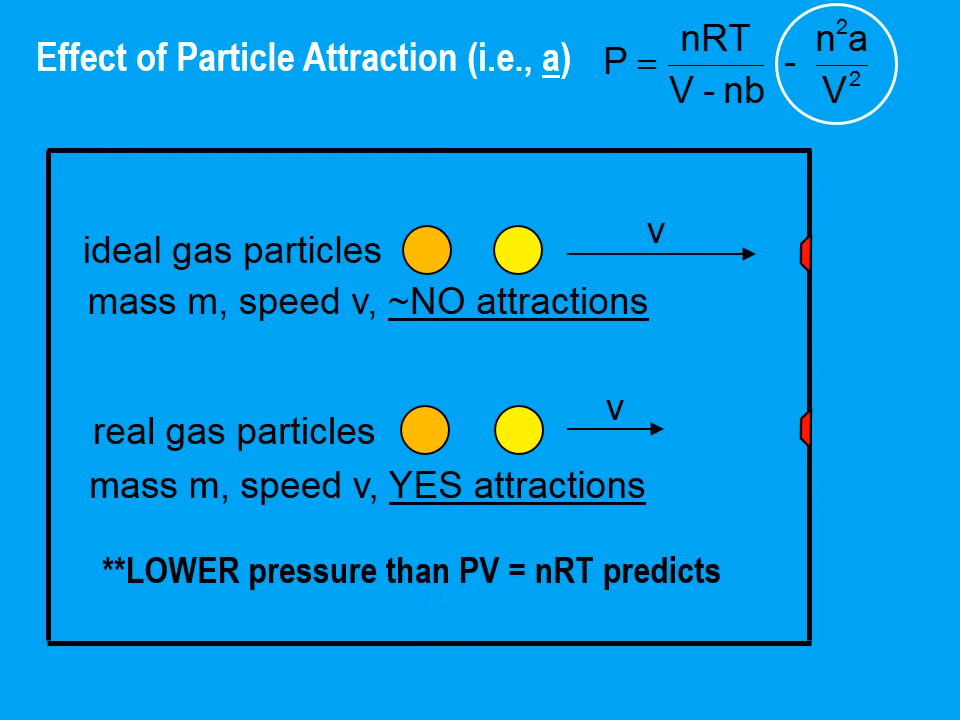 Effect of Particle Attraction (i.e., a)
P = nRT / V - nb - n²a / V²
v
ideal gas particles
mass m, speed v, ~NO attractions
v
real gas particles
mass m, speed v, YES attractions
**LOWER pressure than PV = nRT predicts